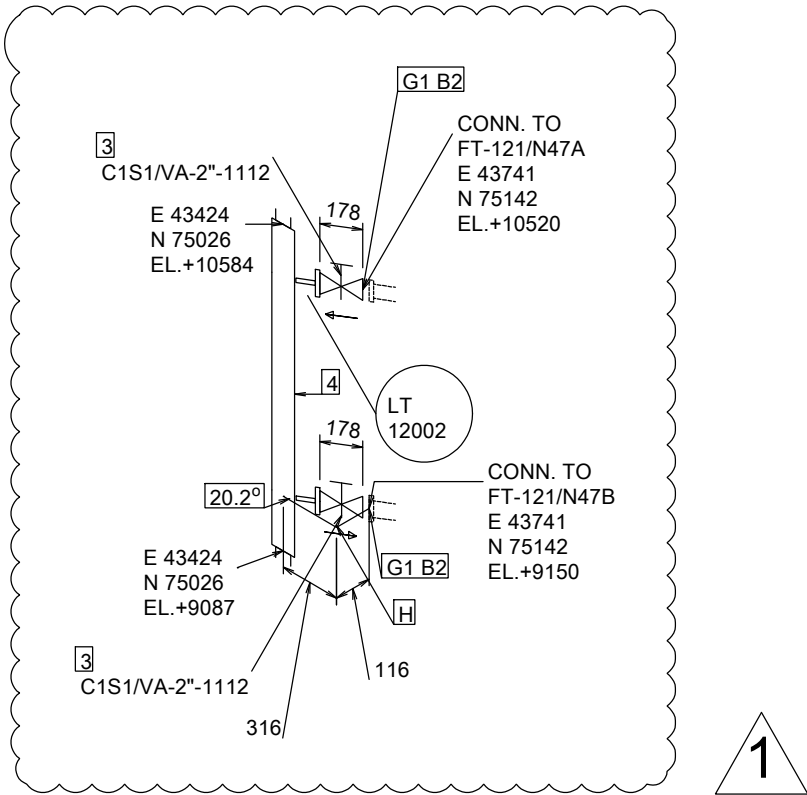 G1 B2
CONN. TO
FT-121/N47A
E 43741
N 75142
EL.+10520
3
C1S1/VA-2"-1112
178
E 43424
N 75026
EL.+10584
4
LT
12002
178
20.2°
CONN. TO
FT-121/N47B
E 43741
N 75142
EL.+9150
G1 B2
E 43424
N 75026
EL.+9087
H
3
C1S1/VA-2"-1112
116
316
1